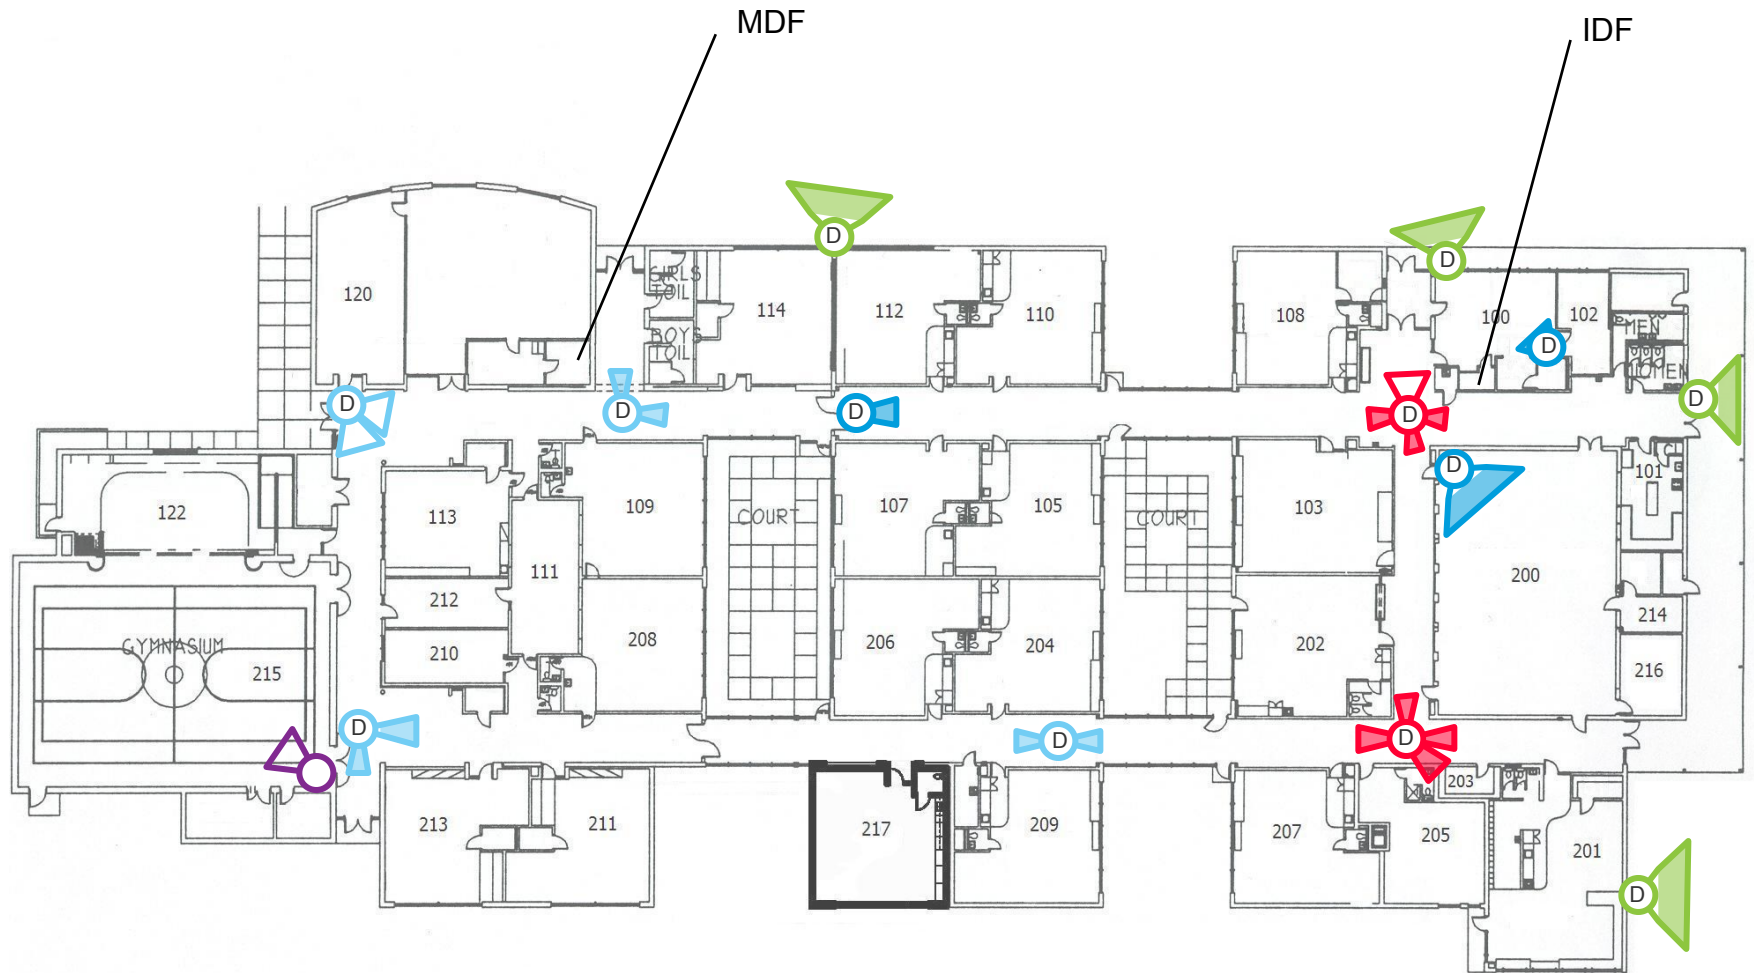 MDF
IDF
D
D
GIRLS
TOIL
120
114
112
110
108
100
102
MEN
BOYS
TOIL
D
WOMEN
D
D
D
D
D
D
101
122
113
109
COURT
107
105
COURT
103
111
200
212
214
210
208
206
204
202
216
GYMNASIUM
215
D
D
D
203
213
211
217
209
207
205
201
D